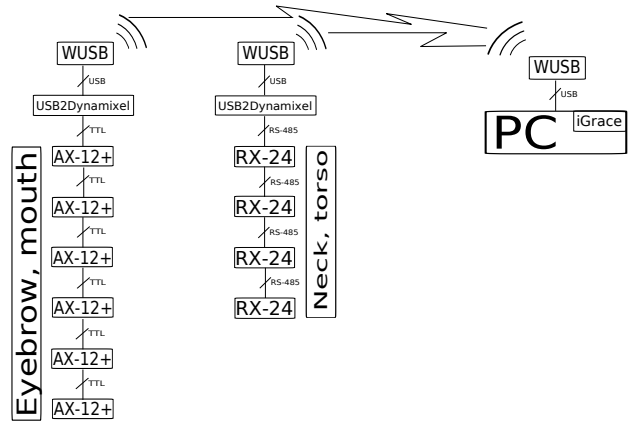 WUSB
USB
USB2Dynamixel
TTL
AX-12+
TTL
AX-12+
TTL
AX-12+
TTL
AX-12+
TTL
AX-12+
TTL
AX-12+
Eyebrow, mouth
WUSB
USB
USB2Dynamixel
RS-485
RX-24
RS-485
RX-24
RS-485
RX-24
RS-485
RX-24
Neck, torso
WUSB
USB
PC
iGrace